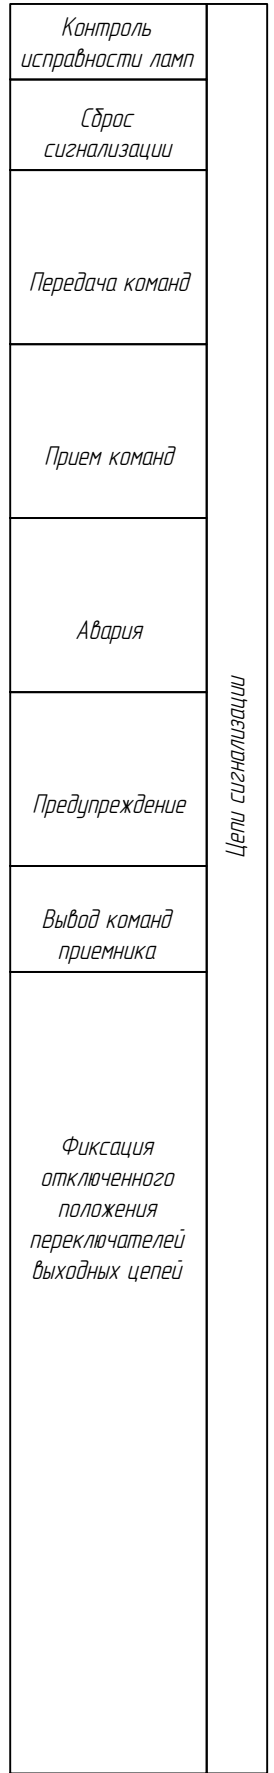 Контроль
исправности ламп
Сброс
сигнализации
Передача команд
Прием команд
Авария
Предупреждение
Вывод команд
приемника
Фиксация
отключенного
положения
переключателей
выходных цепей
Цепи сигнализации